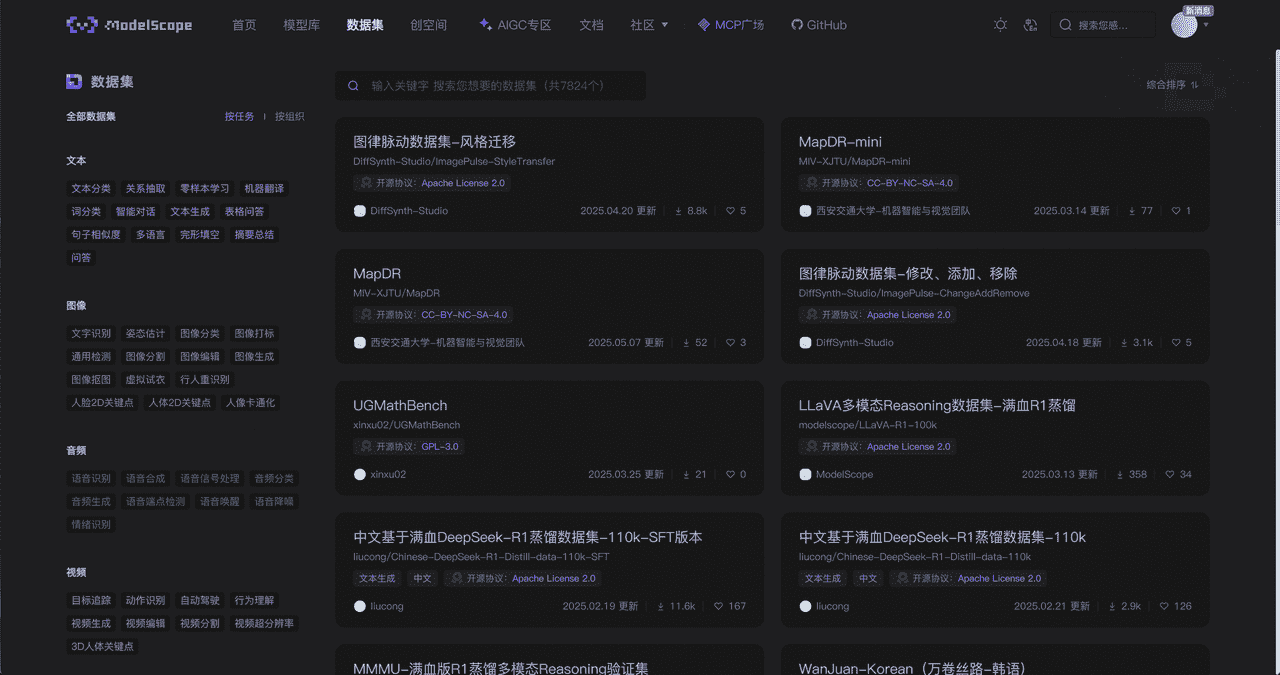 ModelScope 首页 模型库 数据集 创空间 AIGC专区 文档 社区 MCP广场 GitHub 搜索您感... 新消息
数据集
全部数据集 按任务 按组织
文本
文本分类 关系抽取 零样本学习 机器翻译
词分类 智能对话 文本生成 表格问答
句子相似度 多语言 完形填空 摘要总结
问答
图像
文字识别 姿态估计 图像分类 图像打标
通用检测 图像分割 图像编辑 图像生成
图像抠图 虚拟试衣 行人重识别
人脸2D关键点 人体2D关键点 人像卡通化
音频
语音识别 语音合成 语音信号处理 音频分类
音频生成 语音端点检测 语音唤醒 语音降噪
情绪识别
视频
目标追踪 动作识别 自动驾驶 行为理解
视频生成 视频编辑 视频分割 视频超分辨率
3D人体关键点
输入关键字 搜索您想要的数据集（共7824个） 综合排序
图律脉动数据集-风格迁移
DiffSynth-Studio/ImagePulse-StyleTransfer
开源协议: Apache License 2.0
DiffSynth-Studio 2025.04.20 更新 8.8k 5
MapDR-mini
MIV-XJTU/MapDR-mini
开源协议: CC-BY-NC-SA-4.0
西安交通大学-机器智能与视觉团队 2025.03.14 更新 77 1
MapDR
MIV-XJTU/MapDR
开源协议: CC-BY-NC-SA-4.0
西安交通大学-机器智能与视觉团队 2025.05.07 更新 52 3
图律脉动数据集-修改、添加、移除
DiffSynth-Studio/ImagePulse-ChangeAddRemove
开源协议: Apache License 2.0
DiffSynth-Studio 2025.04.18 更新 3.1k 5
UGMathBench
xinxu02/UGMathBench
开源协议: GPL-3.0
xinxu02 2025.03.25 更新 21 0
LLaVA多模态Reasoning数据集-满血R1蒸馏
modelscope/LLaVA-R1-100k
开源协议: Apache License 2.0
ModelScope 2025.03.13 更新 358 34
中文基于满血DeepSeek-R1蒸馏数据集-110k-SFT版本
liucong/Chinese-DeepSeek-R1-Distill-data-110k-SFT
文本生成 中文 开源协议: Apache License 2.0
liucong 2025.02.19 更新 11.6k 167
中文基于满血DeepSeek-R1蒸馏数据集-110k
liucong/Chinese-DeepSeek-R1-Distill-data-110k
文本生成 中文 开源协议: Apache License 2.0
liucong 2025.02.21 更新 2.9k 126
MMMU-满血版R1蒸馏多模态Reasoning验证集
WanJuan-Korean（万卷丝路-韩语）